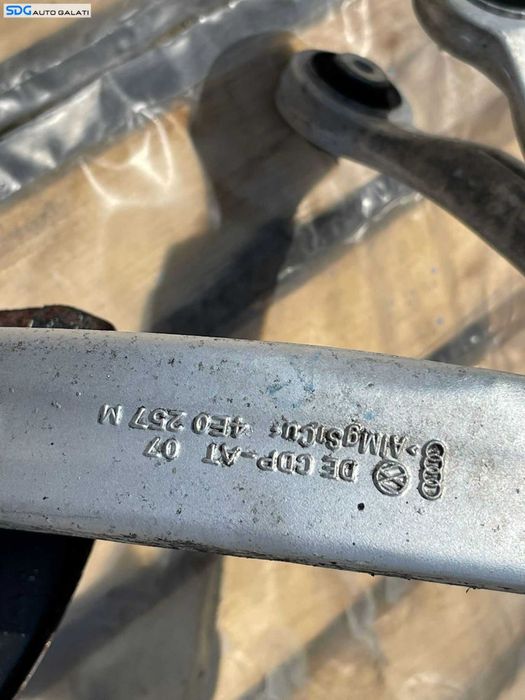 SDG AUTO GALATI
DE CDP-AT 07
>AlMgSiCu< 4E0 257 M